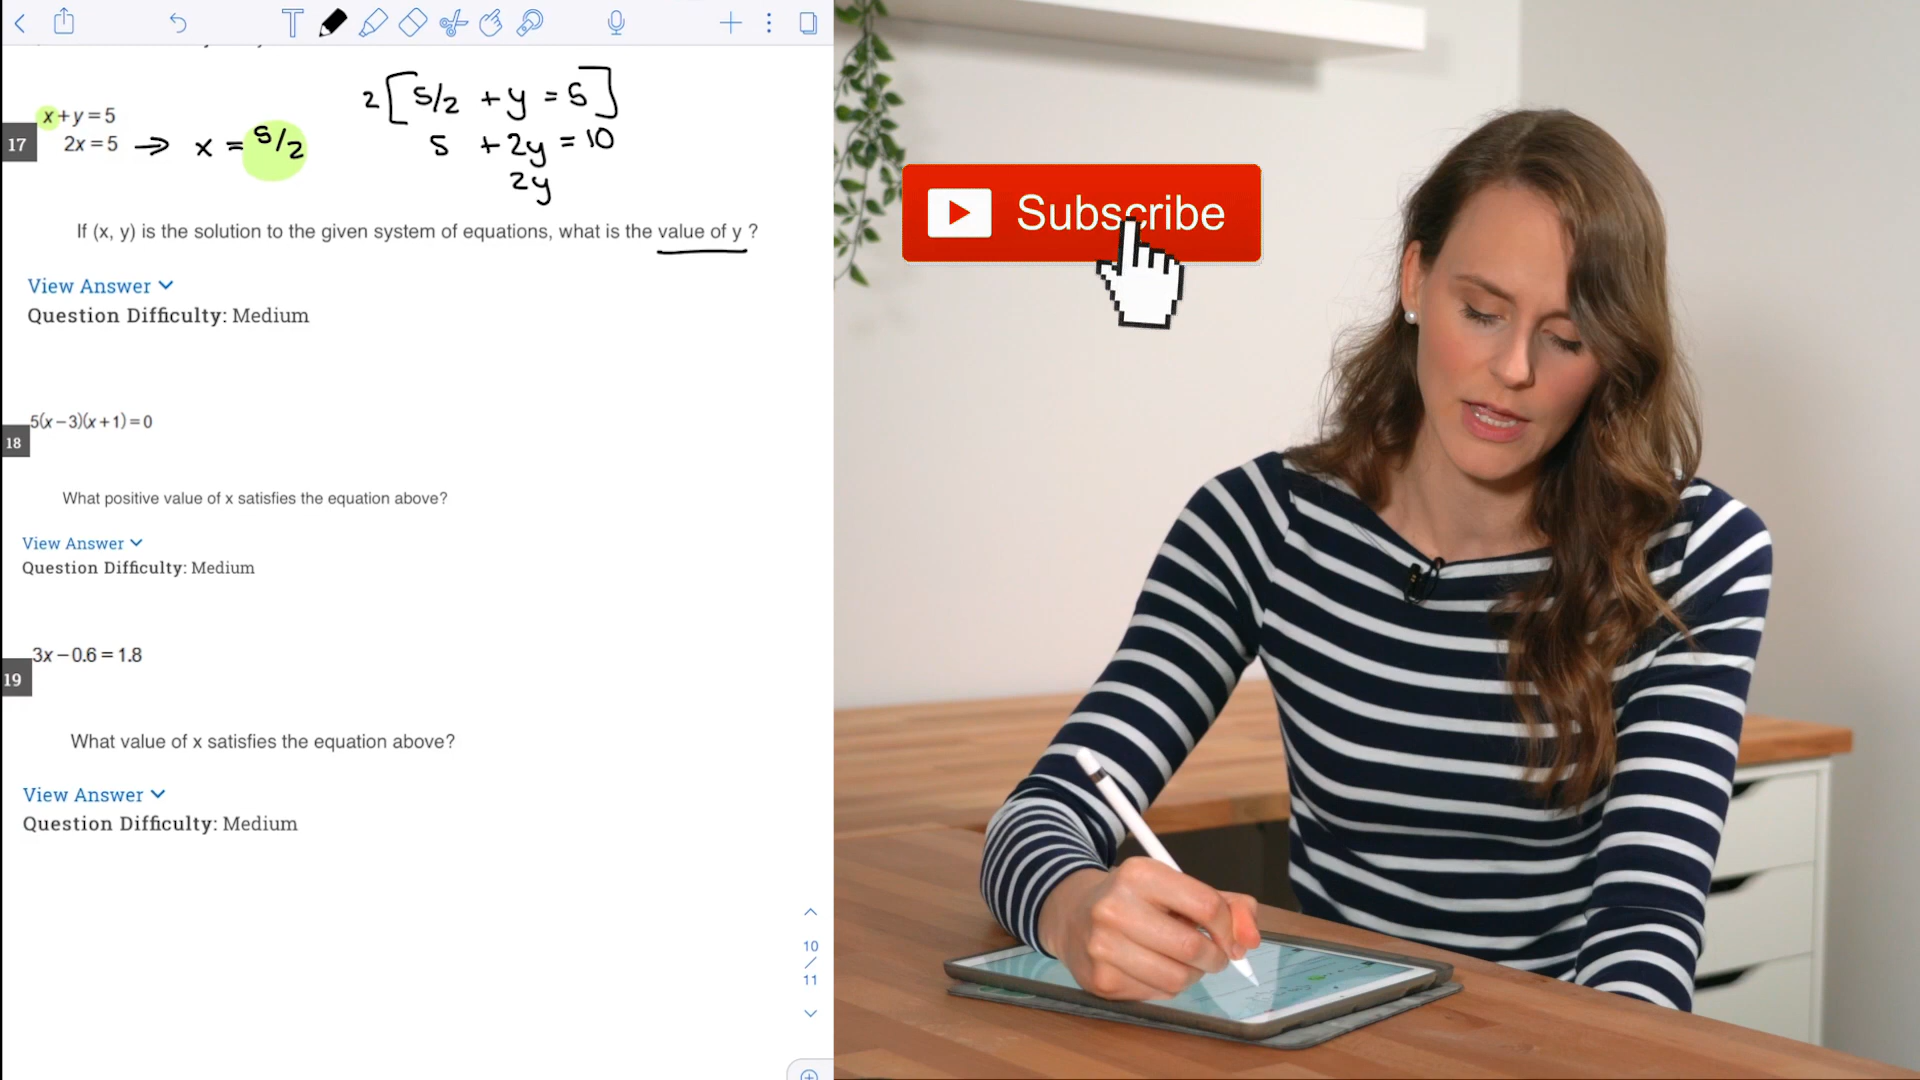 2[ 5/2 + y = 5 ]
x + y = 5
17
2x = 5 → x = 5/2
5 + 2y = 10
2y
If (x, y) is the solution to the given system of equations, what is the value of y ?
View Answer
Question Difficulty: Medium
5(x − 3)(x + 1) = 0
18
What positive value of x satisfies the equation above?
View Answer
Question Difficulty: Medium
3x − 0.6 = 1.8
19
What value of x satisfies the equation above?
View Answer
Question Difficulty: Medium
10
/
11
Subscribe